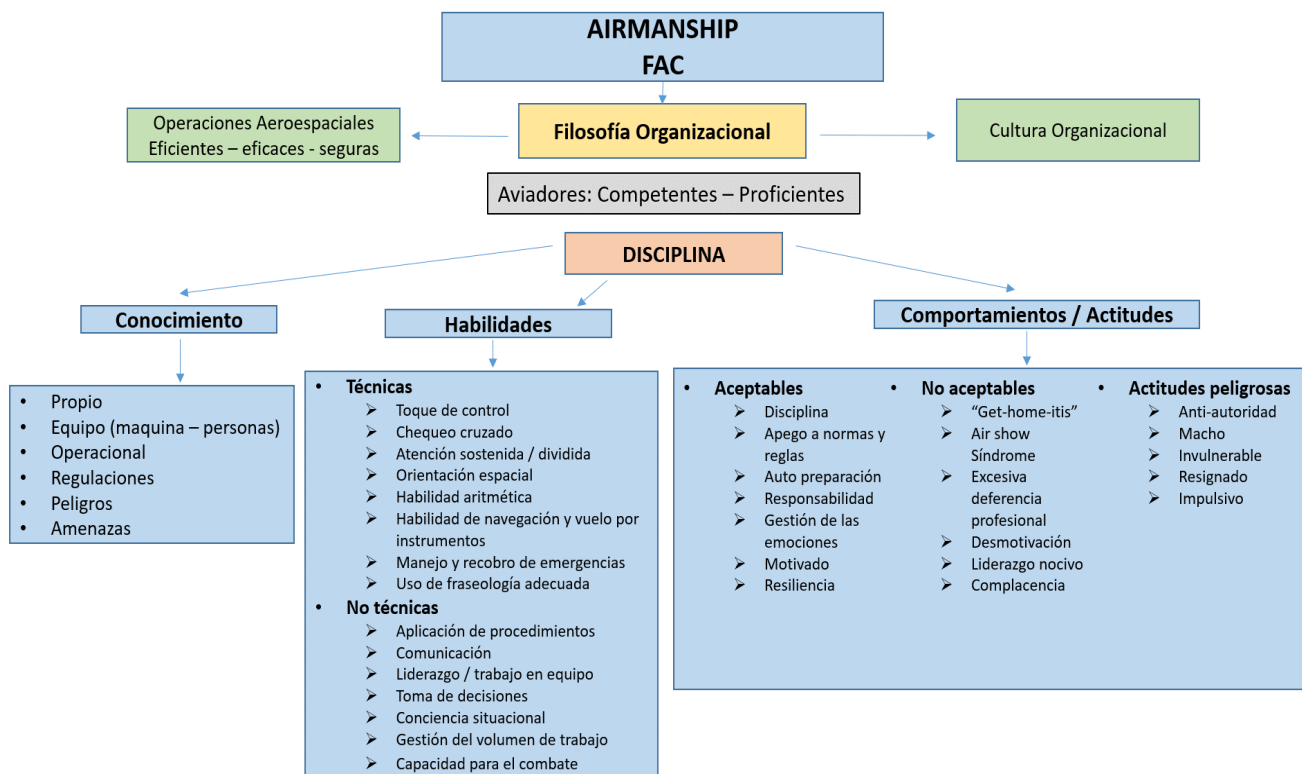 AIRMANSHIP
FAC
Operaciones Aeroespaciales
Eficientes – eficaces - seguras
Filosofía Organizacional
Cultura Organizacional
Aviadores: Competentes – Proficientes
DISCIPLINA
Conocimiento
Habilidades
Comportamientos / Actitudes
• Propio
• Equipo (maquina – personas)
• Operacional
• Regulaciones
• Peligros
• Amenazas
• Técnicas
➢ Toque de control
➢ Chequeo cruzado
➢ Atención sostenida / dividida
➢ Orientación espacial
➢ Habilidad aritmética
➢ Habilidad de navegación y vuelo por
instrumentos
➢ Manejo y recobro de emergencias
➢ Uso de fraseología adecuada
• No técnicas
➢ Aplicación de procedimientos
➢ Comunicación
➢ Liderazgo / trabajo en equipo
➢ Toma de decisiones
➢ Conciencia situacional
➢ Gestión del volumen de trabajo
➢ Capacidad para el combate
• Aceptables
➢ Disciplina
➢ Apego a normas y
reglas
➢ Auto preparación
➢ Responsabilidad
➢ Gestión de las
emociones
➢ Motivado
➢ Resiliencia
• No aceptables
➢ “Get-home-itis”
➢ Air show
Síndrome
➢ Excesiva
deferencia
profesional
➢ Desmotivación
➢ Liderazgo nocivo
➢ Complacencia
• Actitudes peligrosas
➢ Anti-autoridad
➢ Macho
➢ Invulnerable
➢ Resignado
➢ Impulsivo